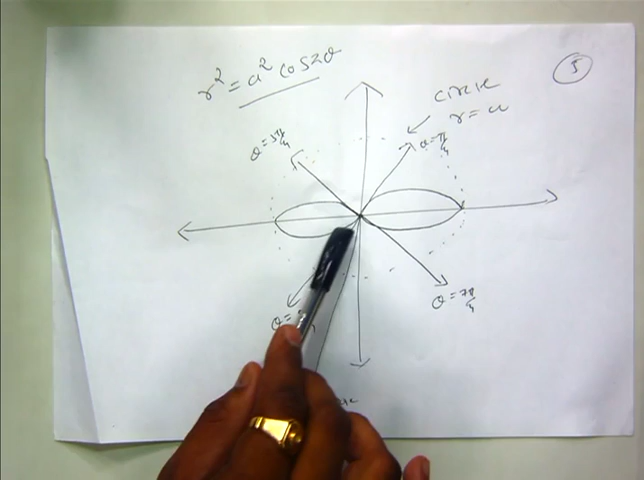 r² = a² cos2θ
5
circle
r = a
θ = π/4
θ = 3π/4
θ = 7π/4
θ =